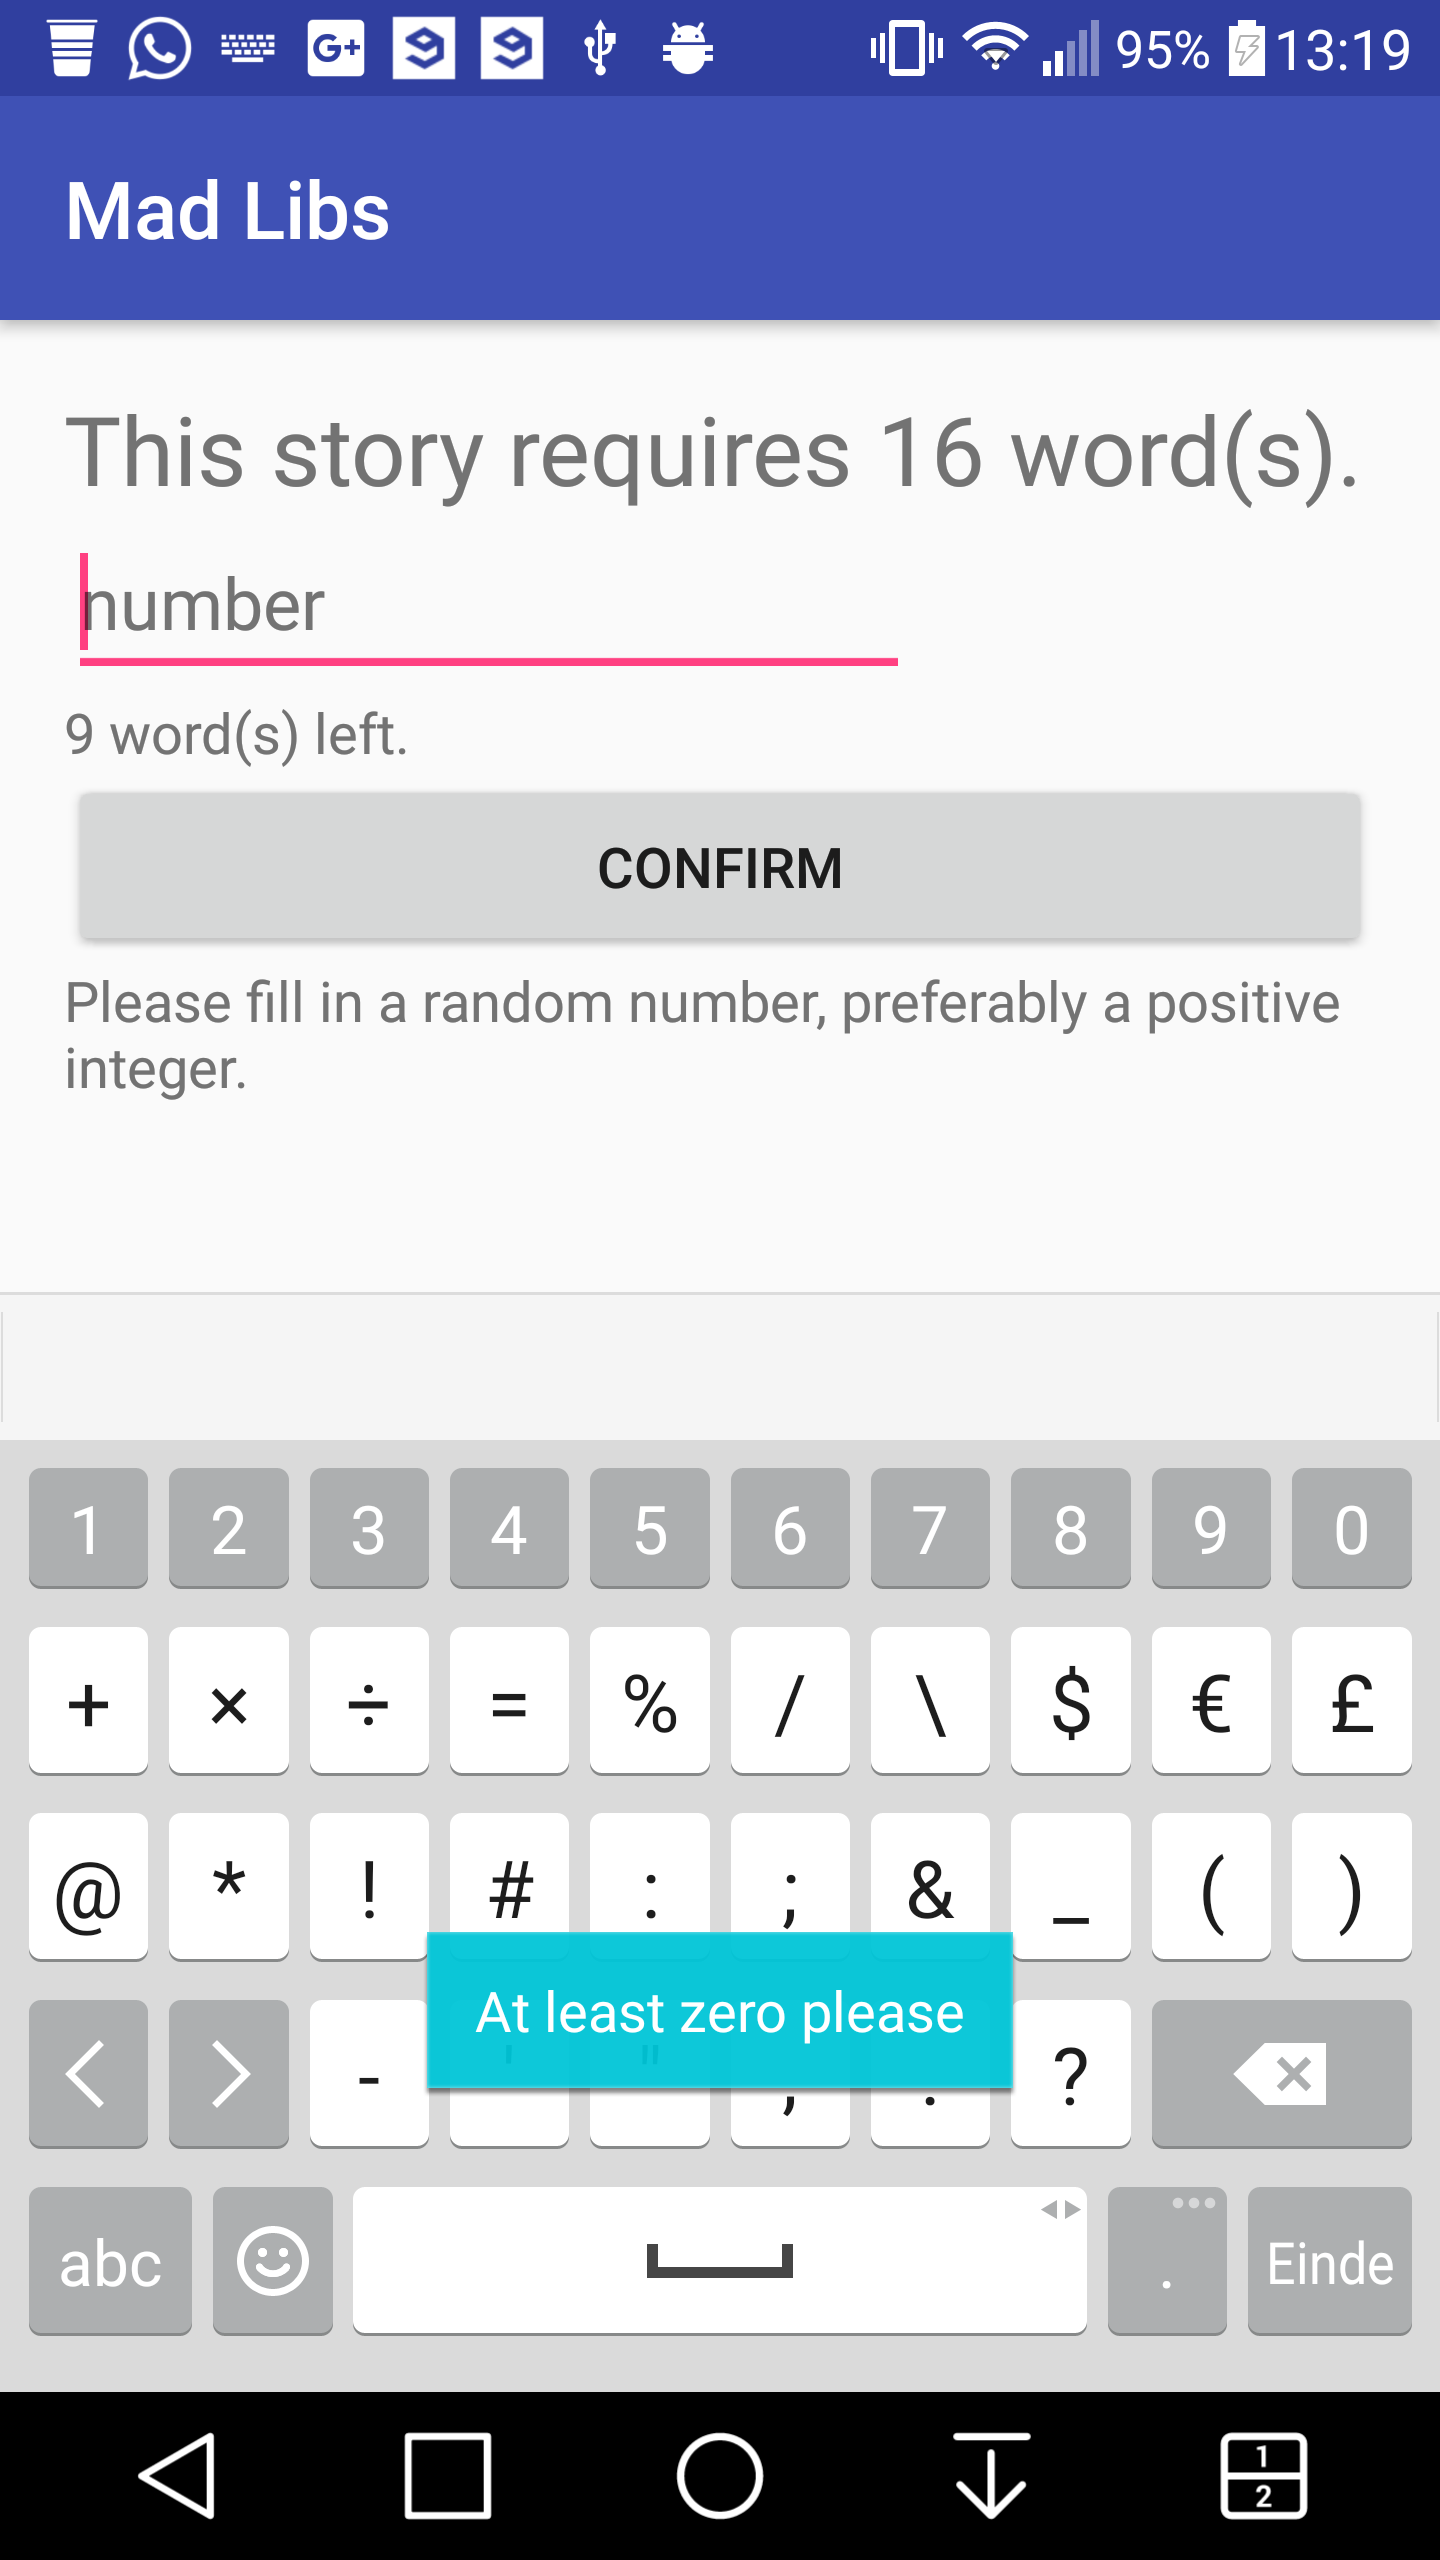 G+ 95% 13:19
Mad Libs
This story requires 16 word(s).
number
9 word(s) left.
CONFIRM
Please fill in a random number, preferably a positive
integer.
1 2 3 4 5 6 7 8 9 0
+ × ÷ = % / \ $ € £
@ * ! # : ; & _ ( )
At least zero please
- ' " , . ?
abc . Einde
1
2